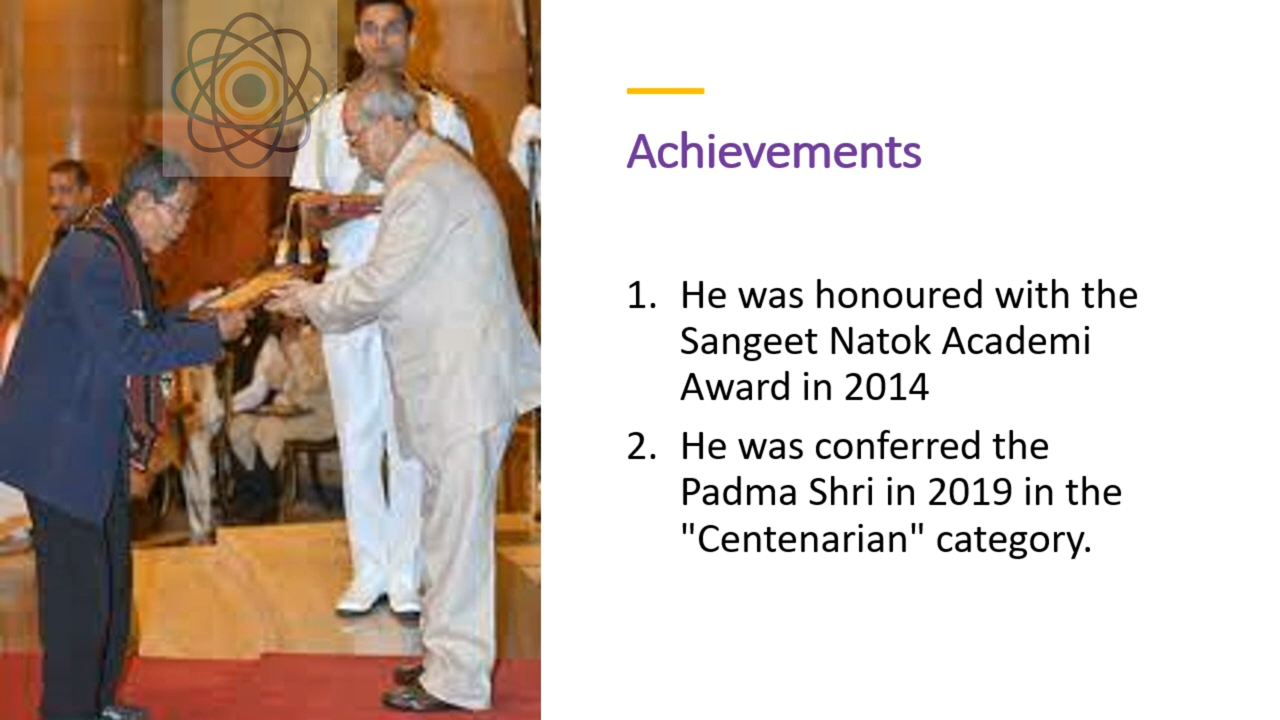 Achievements
1. He was honoured with the
Sangeet Natok Academi
Award in 2014
2. He was conferred the
Padma Shri in 2019 in the
"Centenarian" category.